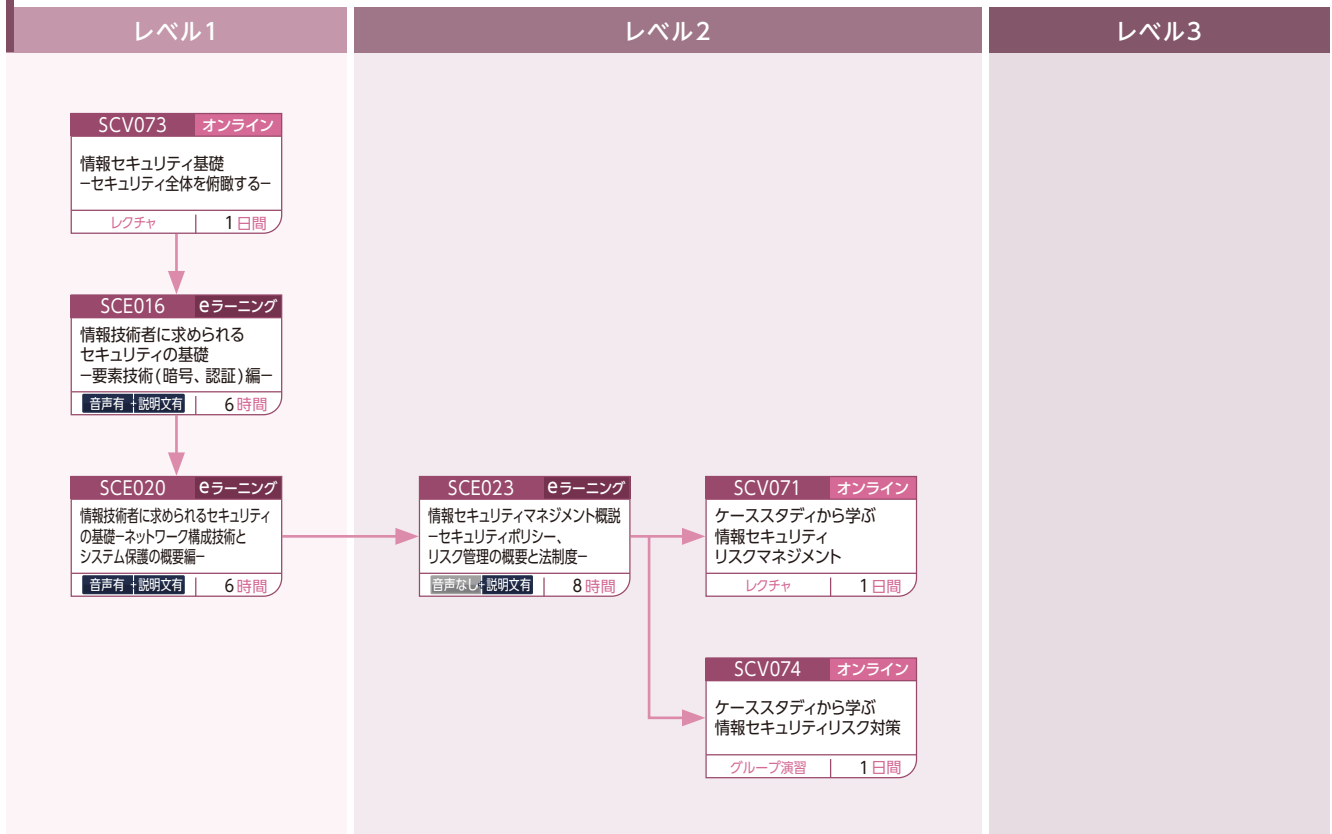 レベル1
レベル2
レベル3
SCV073 オンライン
情報セキュリティ基礎
ーセキュリティ全体を俯瞰するー
レクチャ 1日間
SCE016 eラーニング
情報技術者に求められる
セキュリティの基礎
ー要素技術(暗号、認証)編ー
音声有+説明文有 6時間
SCE020 eラーニング
情報技術者に求められるセキュリティ
の基礎ーネットワーク構成技術と
システム保護の概要編ー
音声有+説明文有 6時間
SCE023 eラーニング
情報セキュリティマネジメント概説
ーセキュリティポリシー、
リスク管理の概要と法制度ー
音声なし+説明文有 8時間
SCV071 オンライン
ケーススタディから学ぶ
情報セキュリティ
リスクマネジメント
レクチャ 1日間
SCV074 オンライン
ケーススタディから学ぶ
情報セキュリティリスク対策
グループ演習 1日間